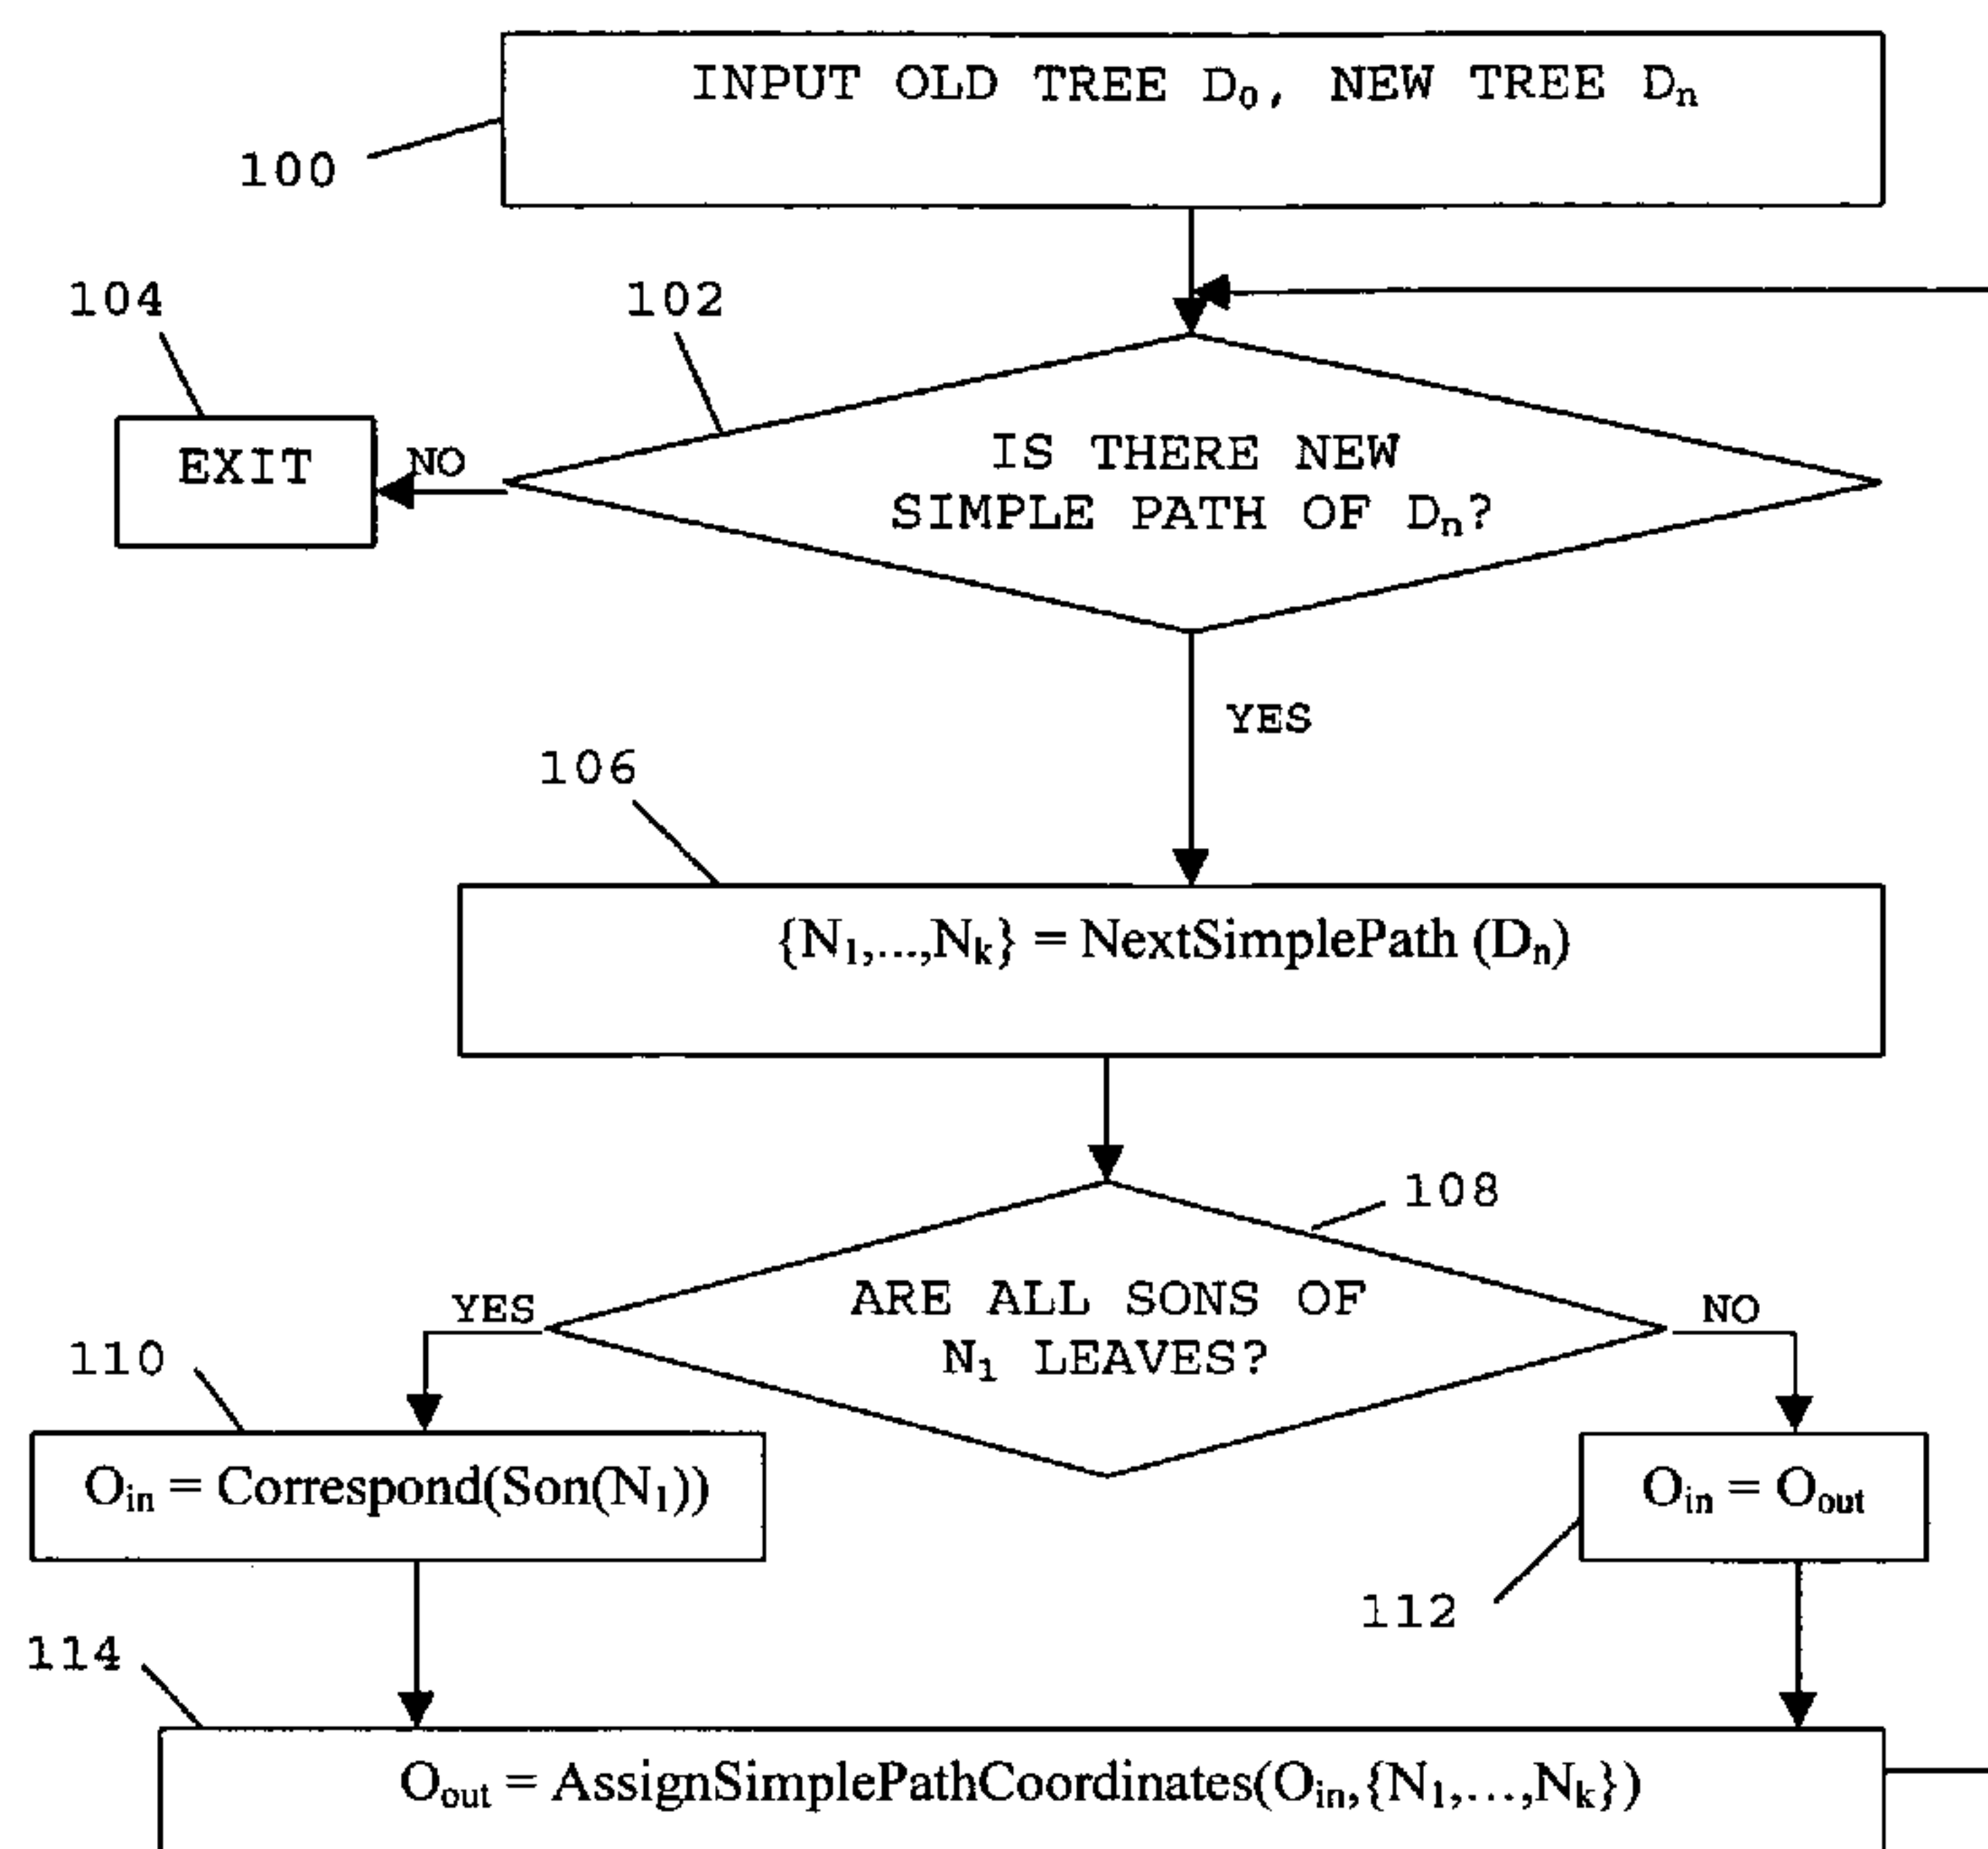 INPUT OLD TREE D₀, NEW TREE Dₙ
100
104
102
EXIT
NO
IS THERE NEW
SIMPLE PATH OF Dₙ?
YES
106
{N₁,...,Nₖ} = NextSimplePath (Dₙ)
108
YES
ARE ALL SONS OF
N₁ LEAVES?
NO
110
Oᵢₙ = Correspond(Son(N₁))
Oᵢₙ = Oₒᵤₜ
112
114
Oₒᵤₜ = AssignSimplePathCoordinates(Oᵢₙ,{N₁,...,Nₖ})